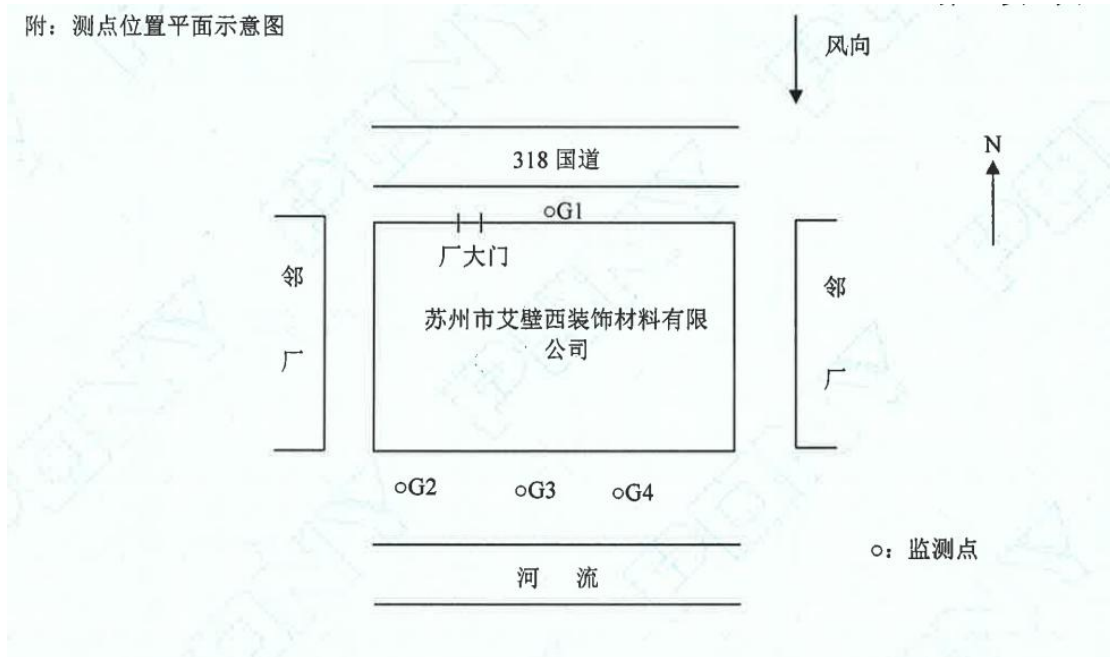 附：测点位置平面示意图
风向
318 国道
N
○G1
厂大门
邻
厂
苏州市艾壁西装饰材料有限
公司
邻
厂
○G2
○G3
○G4
○：监测点
河 流